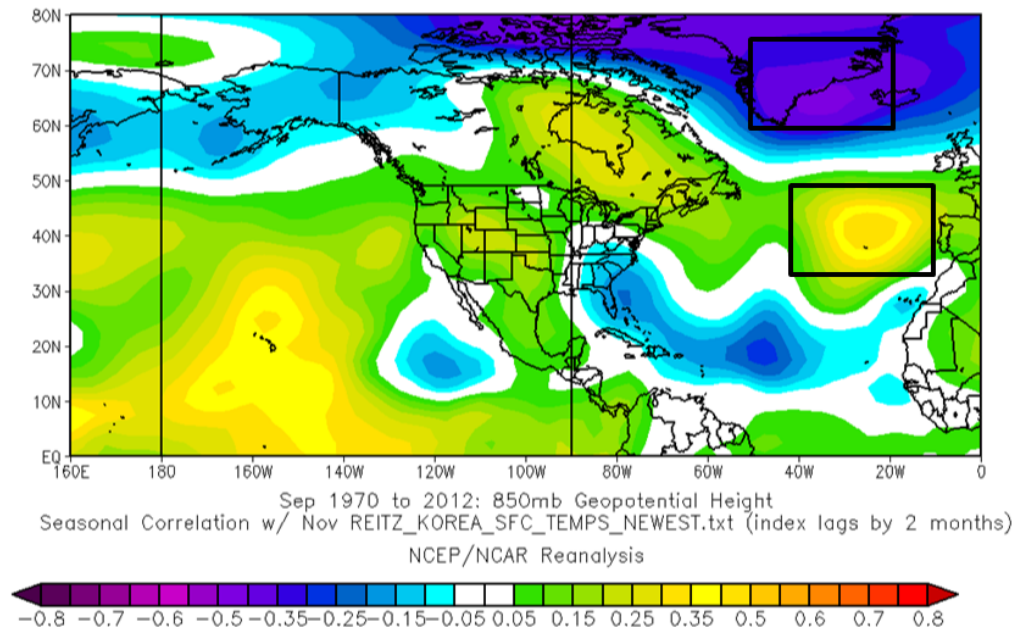 80N
70N
60N
50N
40N
30N
20N
10N
EQ
160E 180 160W 140W 120W 100W 80W 60W 40W 20W 0
Sep 1970 to 2012: 850mb Geopotential Height
Seasonal Correlation w/ Nov REITZ_KOREA_SFC_TEMPS_NEWEST.txt (index lags by 2 months)
NCEP/NCAR Reanalysis
-0.8 -0.7 -0.6 -0.5 -0.35 -0.25 -0.15 -0.05 0.05 0.15 0.25 0.35 0.5 0.6 0.7 0.8